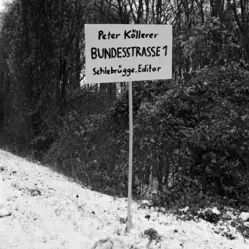 Peter Köllerer
BUNDESSTRASSE 1
Schlebrügge.Editor